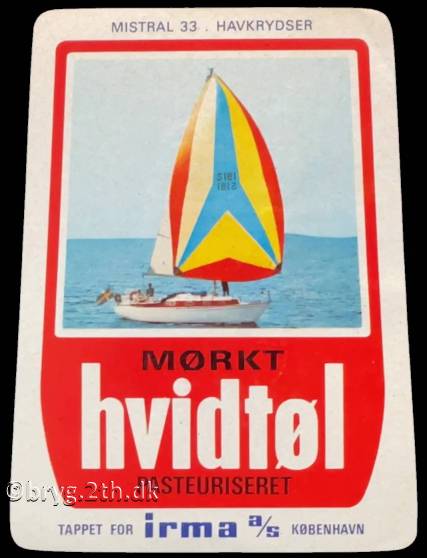 MISTRAL 33 . HAVKRYDSER
MØRKT
hvidtøl
PASTEURISERET
©bryg.2th.dk
TAPPET FOR irma a/s KØBENHAVN